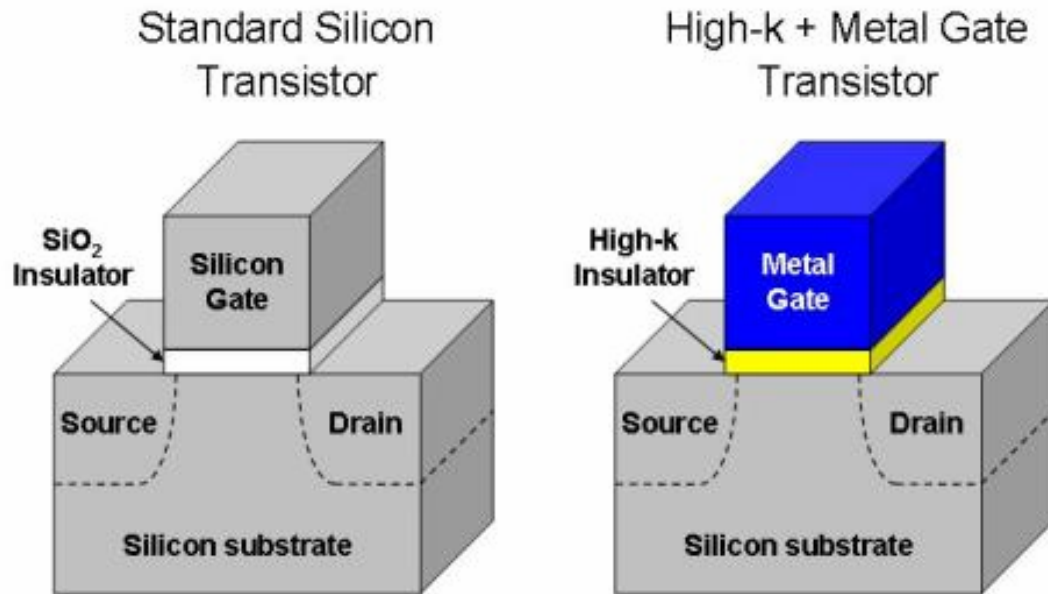 Standard Silicon
Transistor
SiO₂
Insulator
Silicon
Gate
Source
Drain
Silicon substrate
High-k + Metal Gate
Transistor
High-k
Insulator
Metal
Gate
Source
Drain
Silicon substrate